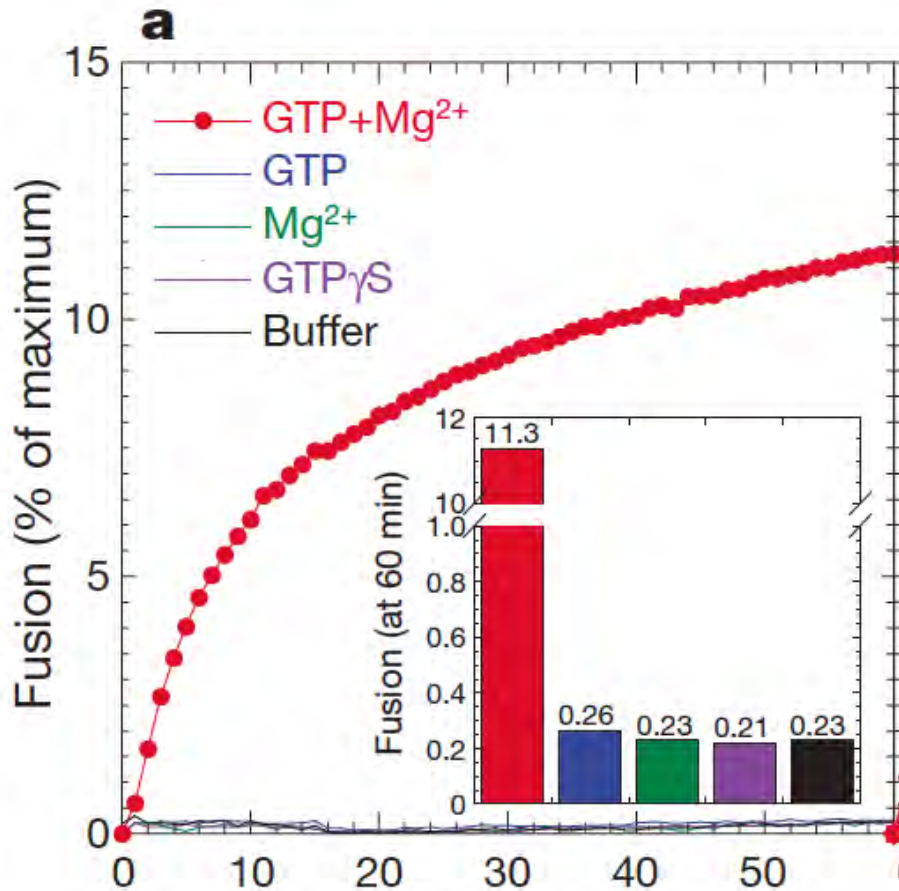 a
15
10
5
0
Fusion (% of maximum)
GTP+Mg²⁺
GTP
Mg²⁺
GTPγS
Buffer
12
10
1.0
0.8
0.6
0.4
0.2
0
Fusion (at 60 min)
11.3
0.26
0.23
0.21
0.23
0 10 20 30 40 50